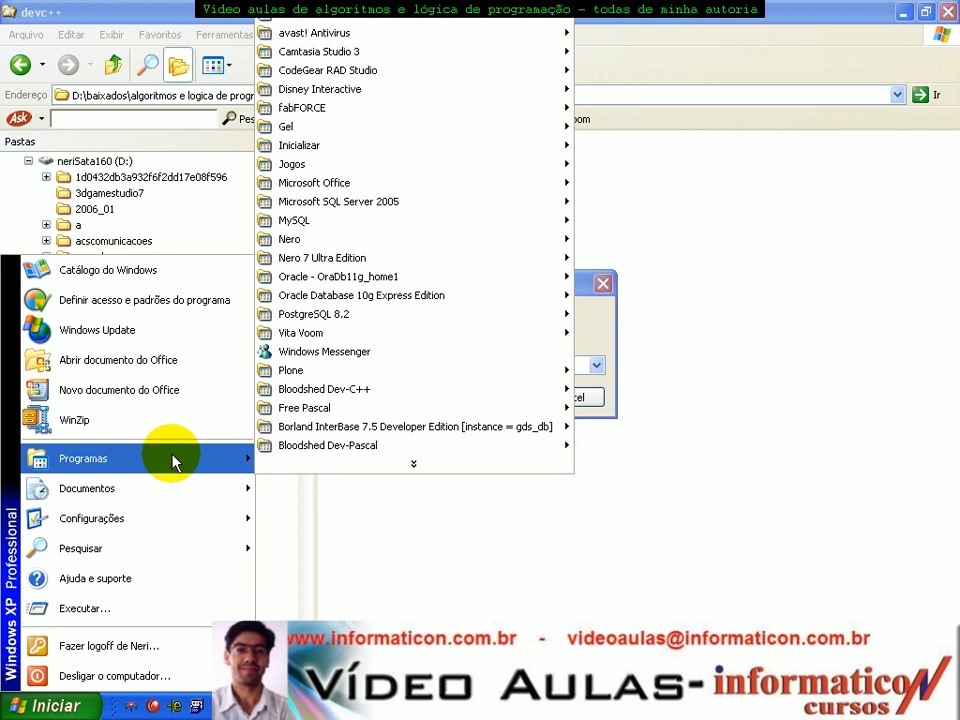 Vídeo aulas de algoritmos e lógica de programação - todas de minha autoria
devc++
Arquivo Editar Exibir Favoritos Ferramentas
Endereço D:\baixados\algoritmos e logica de progr
Ir
Ask
Pes
oom
Pastas
neriSata160 (D:)
1d0432db3a932f6f2dd17e08f596
3dgamestudio7
2006_01
a
acscomunicacoes
avast! Antivirus
Camtasia Studio 3
CodeGear RAD Studio
Disney Interactive
fabFORCE
Gel
Inicializar
Jogos
Microsoft Office
Microsoft SQL Server 2005
MySQL
Nero
Nero 7 Ultra Edition
Oracle - OraDb11g_home1
Oracle Database 10g Express Edition
PostgreSQL 8.2
Vita Voom
Windows Messenger
Plone
Bloodshed Dev-C++
Free Pascal
Borland InterBase 7.5 Developer Edition [instance = gds_db]
Bloodshed Dev-Pascal
cel
Catálogo do Windows
Definir acesso e padrões do programa
Windows Update
Abrir documento do Office
Novo documento do Office
WinZip
Programas
Documentos
Configurações
Pesquisar
Ajuda e suporte
Executar...
Fazer logoff de Neri...
Desligar o computador...
Windows XP Professional
Iniciar
www.informaticon.com.br - videoaulas@informaticon.com.br
Vídeo Aulas-informaticon
cursos